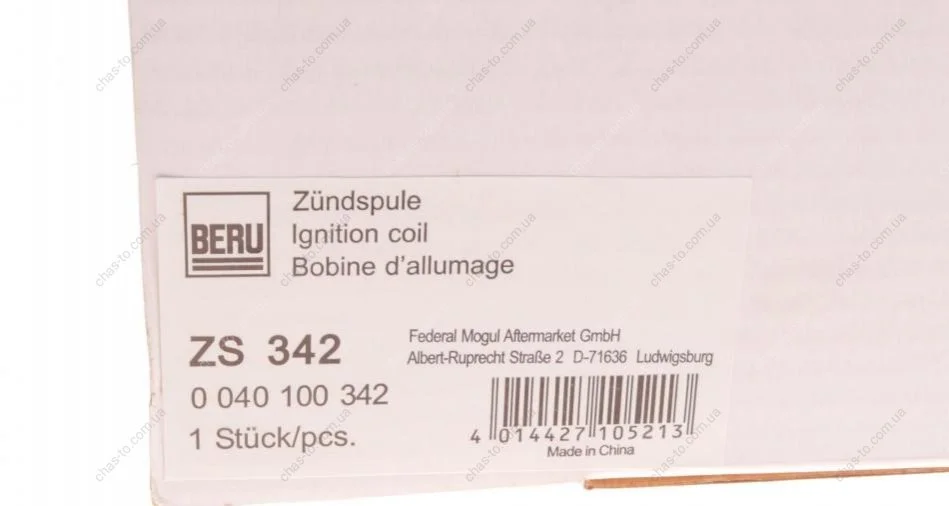 BERU
Zündspule
Ignition coil
Bobine d'allumage
ZS 342
0 040 100 342
1 Stück/pcs.
Federal Mogul Aftermarket GmbH
Albert-Ruprecht Straße 2 D-71636 Ludwigsburg
4 014427 105213
Made in China
chas-to.com.ua